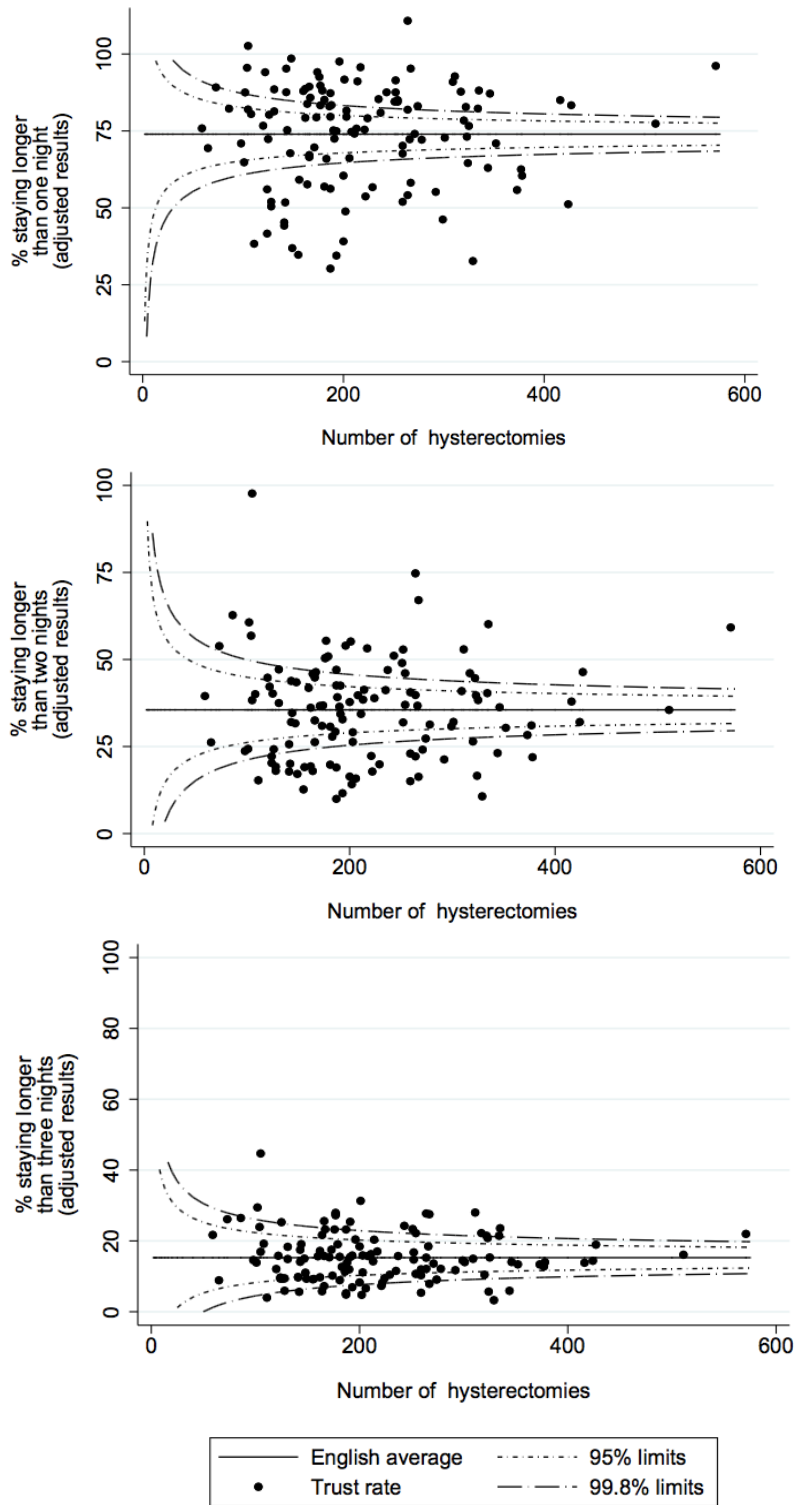 % staying longer
than one night
(adjusted results)
100
75
50
25
0
0 200 400 600
Number of hysterectomies
% staying longer
than two nights
(adjusted results)
100
75
50
25
0
0 200 400 600
Number of hysterectomies
% staying longer
than three nights
(adjusted results)
100
80
60
40
20
0
0 200 400 600
Number of hysterectomies
English average 95% limits
Trust rate 99.8% limits